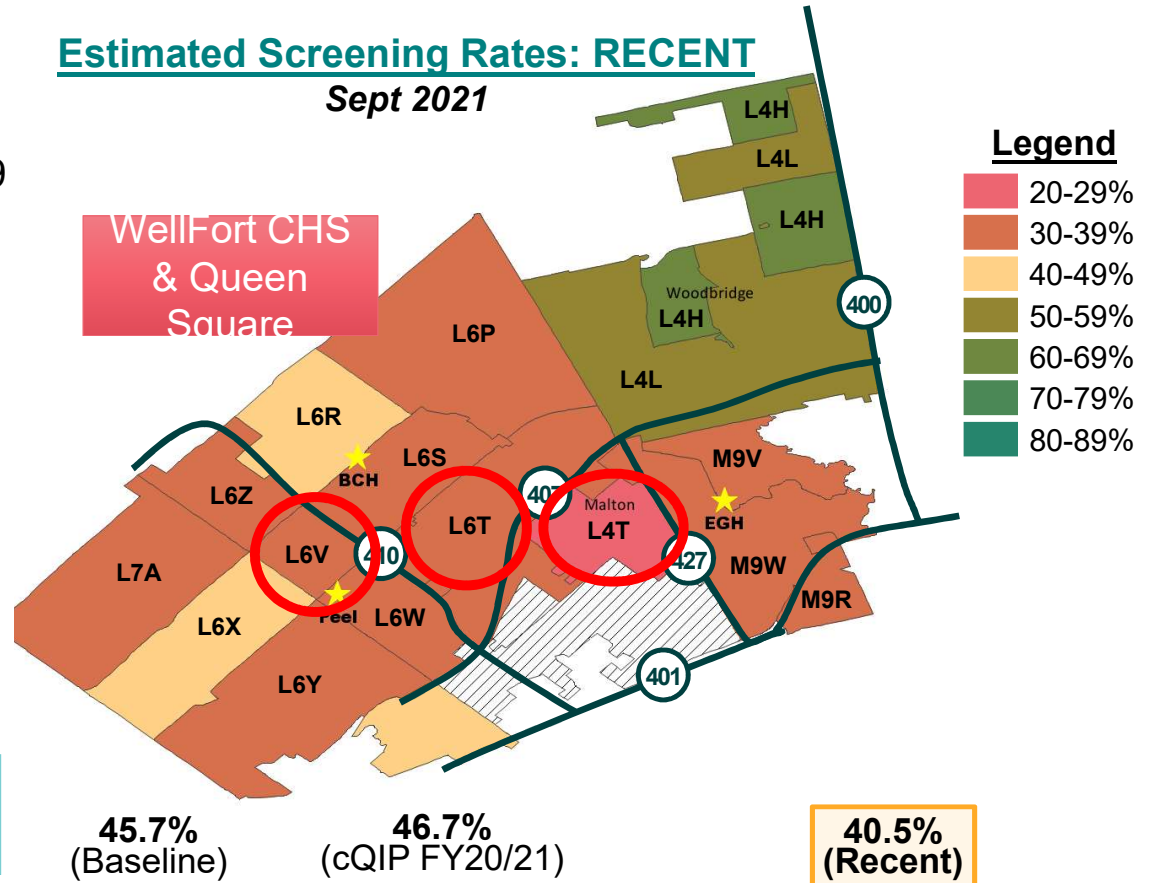 Estimated Screening Rates: RECENT
Sept 2021
9
WellFort CHS
& Queen
Square
Legend
20-29%
30-39%
40-49%
50-59%
60-69%
70-79%
80-89%
L4H
L4L
L4H
400
Woodbridge
L4H
L6P
L4L
L6R
L6S
BCH
M9V
L6Z
407
Malton
EGH
L6T
L4T
L6V
410
427
M9W
L7A
Peel
L6W
M9R
L6X
L6Y
401
45.7%
(Baseline)
46.7%
(cQIP FY20/21)
40.5%
(Recent)